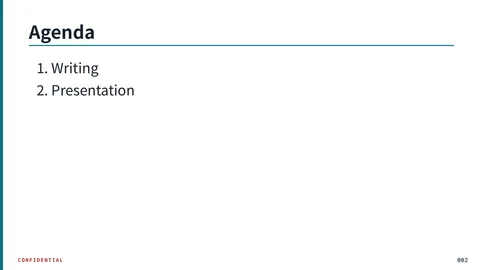 Agenda
1. Writing
2. Presentation
CONFIDENTIAL
002